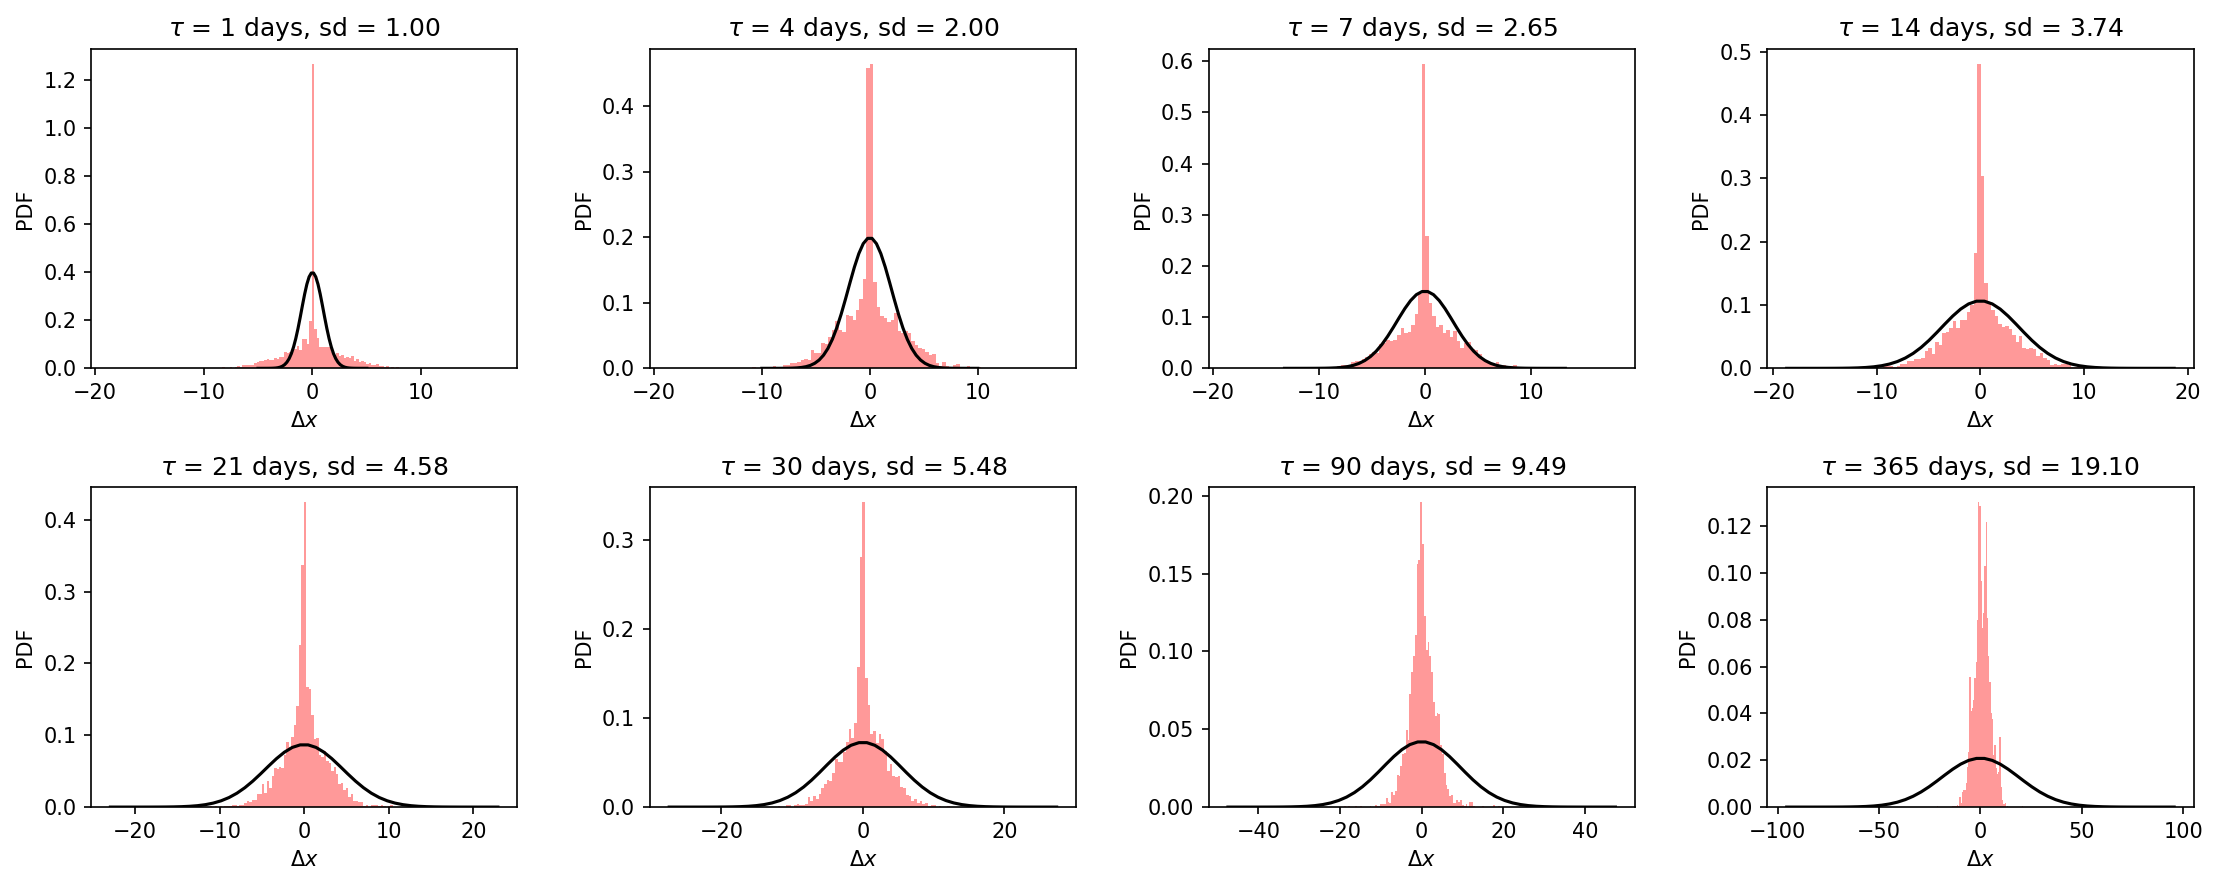 τ = 1 days, sd = 1.00
PDF
1.2
1.0
0.8
0.6
0.4
0.2
0.0
−20 −10 0 10
Δx
τ = 4 days, sd = 2.00
PDF
0.4
0.3
0.2
0.1
0.0
−20 −10 0 10
Δx
τ = 7 days, sd = 2.65
PDF
0.6
0.5
0.4
0.3
0.2
0.1
0.0
−20 −10 0 10
Δx
τ = 14 days, sd = 3.74
PDF
0.5
0.4
0.3
0.2
0.1
0.0
−20 −10 0 10 20
Δx
τ = 21 days, sd = 4.58
PDF
0.4
0.3
0.2
0.1
0.0
−20 −10 0 10 20
Δx
τ = 30 days, sd = 5.48
PDF
0.3
0.2
0.1
0.0
−20 0 20
Δx
τ = 90 days, sd = 9.49
PDF
0.20
0.15
0.10
0.05
0.00
−40 −20 0 20 40
Δx
τ = 365 days, sd = 19.10
PDF
0.12
0.10
0.08
0.06
0.04
0.02
0.00
−100 −50 0 50 100
Δx